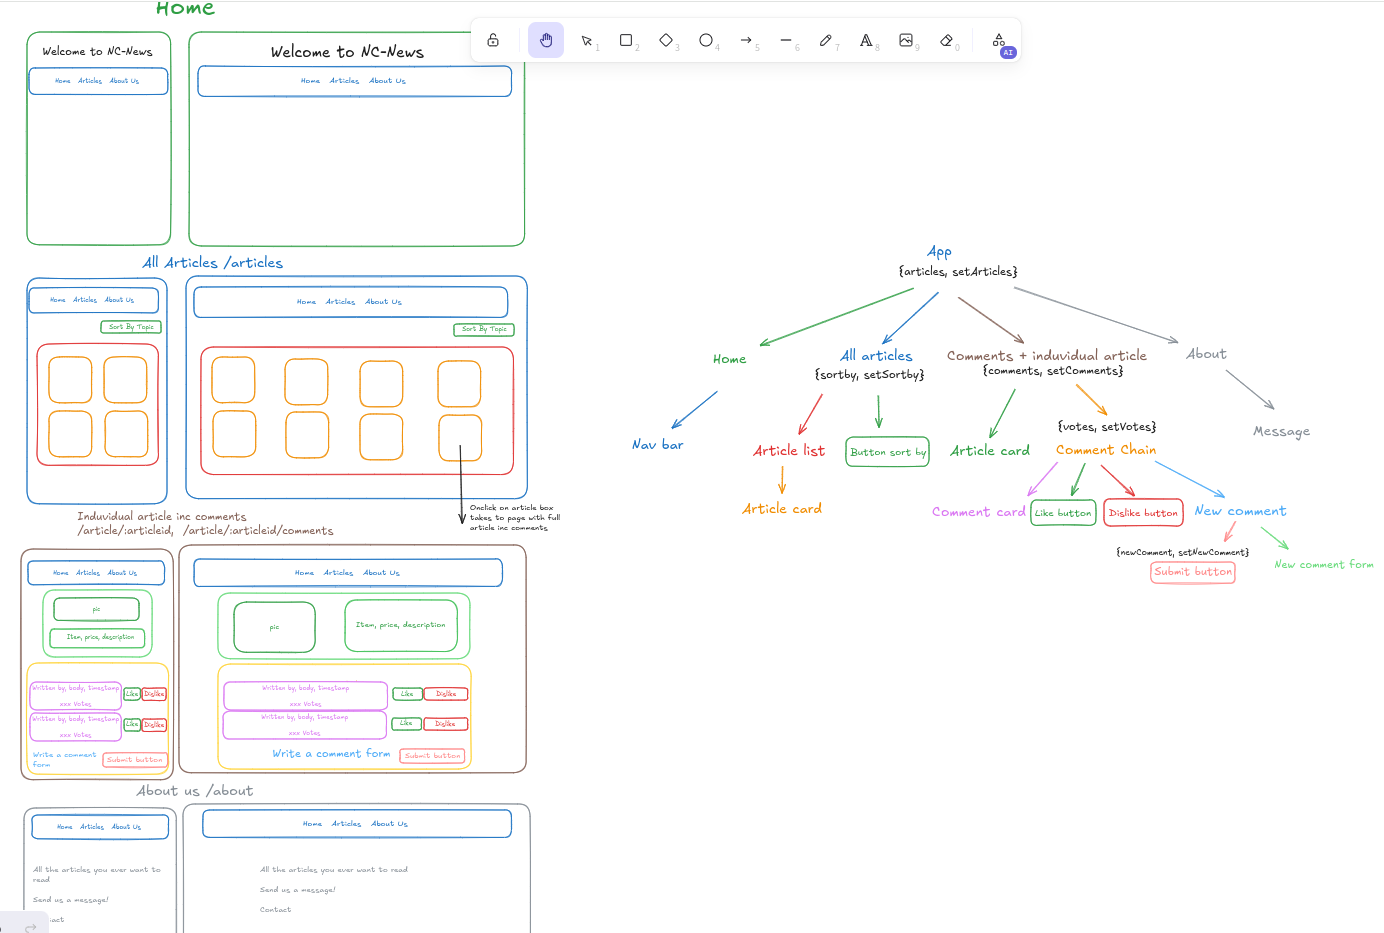 Home
Welcome to NC-News
Home Articles About Us
Welcome to NC-News
Home Articles About Us
1
2
3
4
5
6
7
8
9
0
AI
All Articles /articles
Home Articles About Us
Sort By Topic
Home Articles About Us
Sort By Topic
Onclick on article box
takes to page with full
article inc comments
Induvidual article inc comments
/article/:articleid, /article/:articleid/comments
Home Articles About Us
pic
Item, price, description
Written by, body, timestamp
xxx Votes
Like
Dislike
Written by, body, timestamp
xxx Votes
Like
Dislike
Write a comment
form
Submit button
Home Articles About Us
pic
Item, price, description
Written by, body, timestamp
xxx Votes
Like
Dislike
Written by, body, timestamp
xxx Votes
Like
Dislike
Write a comment form
Submit button
About us /about
Home Articles About Us
All the articles you ever want to
read
Send us a message!
Home Articles About Us
All the articles you ever want to read
Send us a message!
Contact
App
{articles, setArticles}
Home
All articles
{sortby, setSortby}
Comments + induvidual article
{comments, setComments}
About
Nav bar
Article list
Button sort by
Article card
{votes, setVotes}
Comment Chain
Message
Article card
Comment card
Like button
Dislike button
New comment
{newComment, setNewComment}
Submit button
New comment form